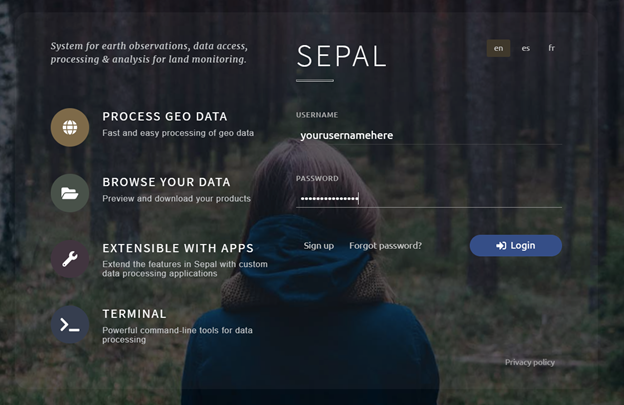 System for earth observations, data access,
processing & analysis for land monitoring.
PROCESS GEO DATA
Fast and easy processing of geo data
BROWSE YOUR DATA
Preview and download your products
EXTENSIBLE WITH APPS
Extend the features in Sepal with custom
data processing applications
TERMINAL
Powerful command-line tools for data
processing
SEPAL
en es fr
USERNAME
yourusernamehere
PASSWORD
•••••••••••••••
Sign up Forgot password? Login
Privacy policy